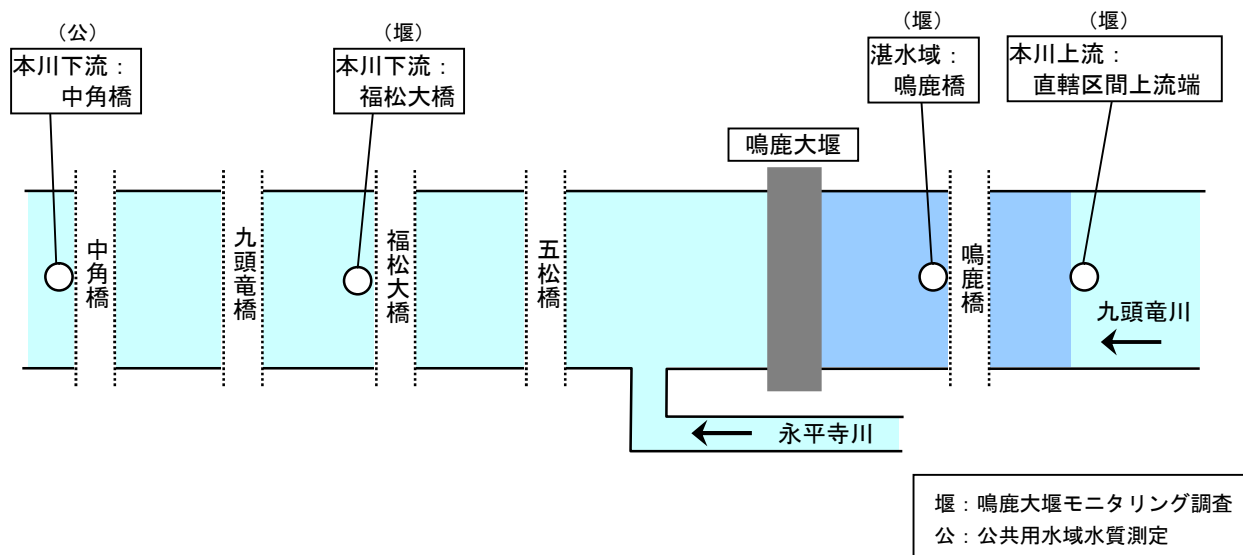 （公）
本川下流：
中角橋
（堰）
本川下流：
福松大橋
（堰）
湛水域：
鳴鹿橋
（堰）
本川上流：
直轄区間上流端
鳴鹿大堰
中角橋
九頭竜橋
福松大橋
五松橋
鳴鹿橋
九頭竜川
永平寺川
堰：鳴鹿大堰モニタリング調査
公：公共用水域水質測定